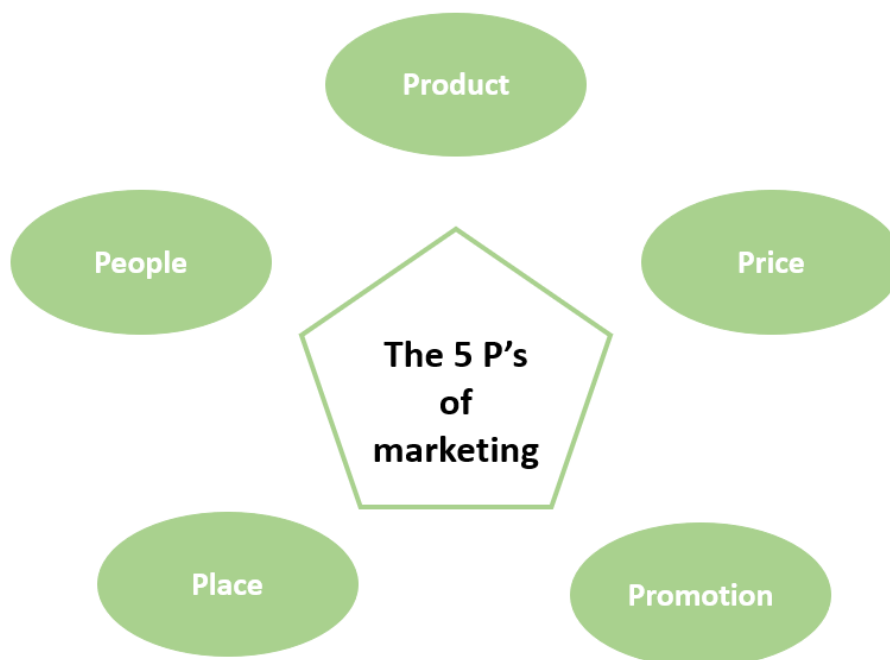 Product
People
Price
The 5 P’s
of
marketing
Place
Promotion